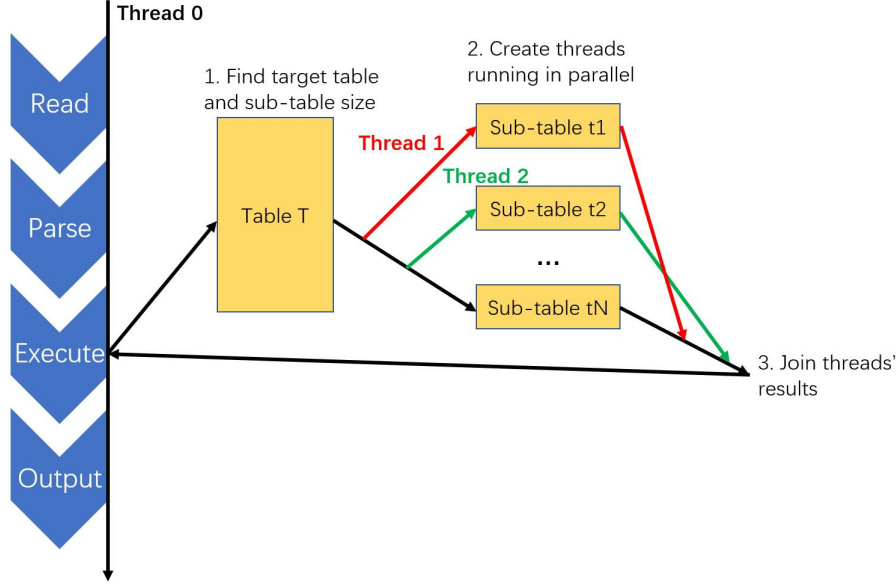 Thread 0
Read
Parse
Execute
Output
1. Find target table
and sub-table size
Table T
2. Create threads
running in parallel
Thread 1
Sub-table t1
Thread 2
Sub-table t2
...
Sub-table tN
3. Join threads’
results